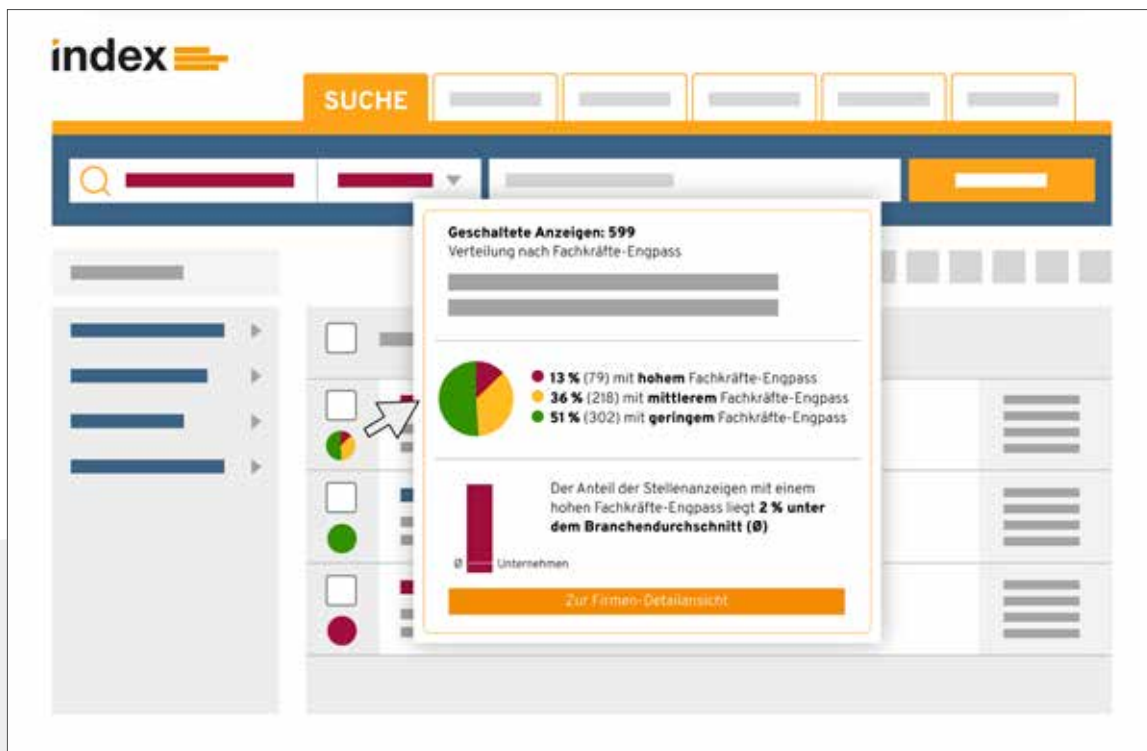 index
SUCHE
Geschaltete Anzeigen: 599
Verteilung nach Fachkräfte-Engpass
13 % (79) mit hohem Fachkräfte-Engpass
36 % (218) mit mittlerem Fachkräfte-Engpass
51 % (302) mit geringem Fachkräfte-Engpass
Der Anteil der Stellenanzeigen mit einem
hohen Fachkräfte-Engpass liegt 2 % unter
dem Branchendurchschnitt (Ø)
Ø Unternehmen
Zur Firmen-Detailansicht